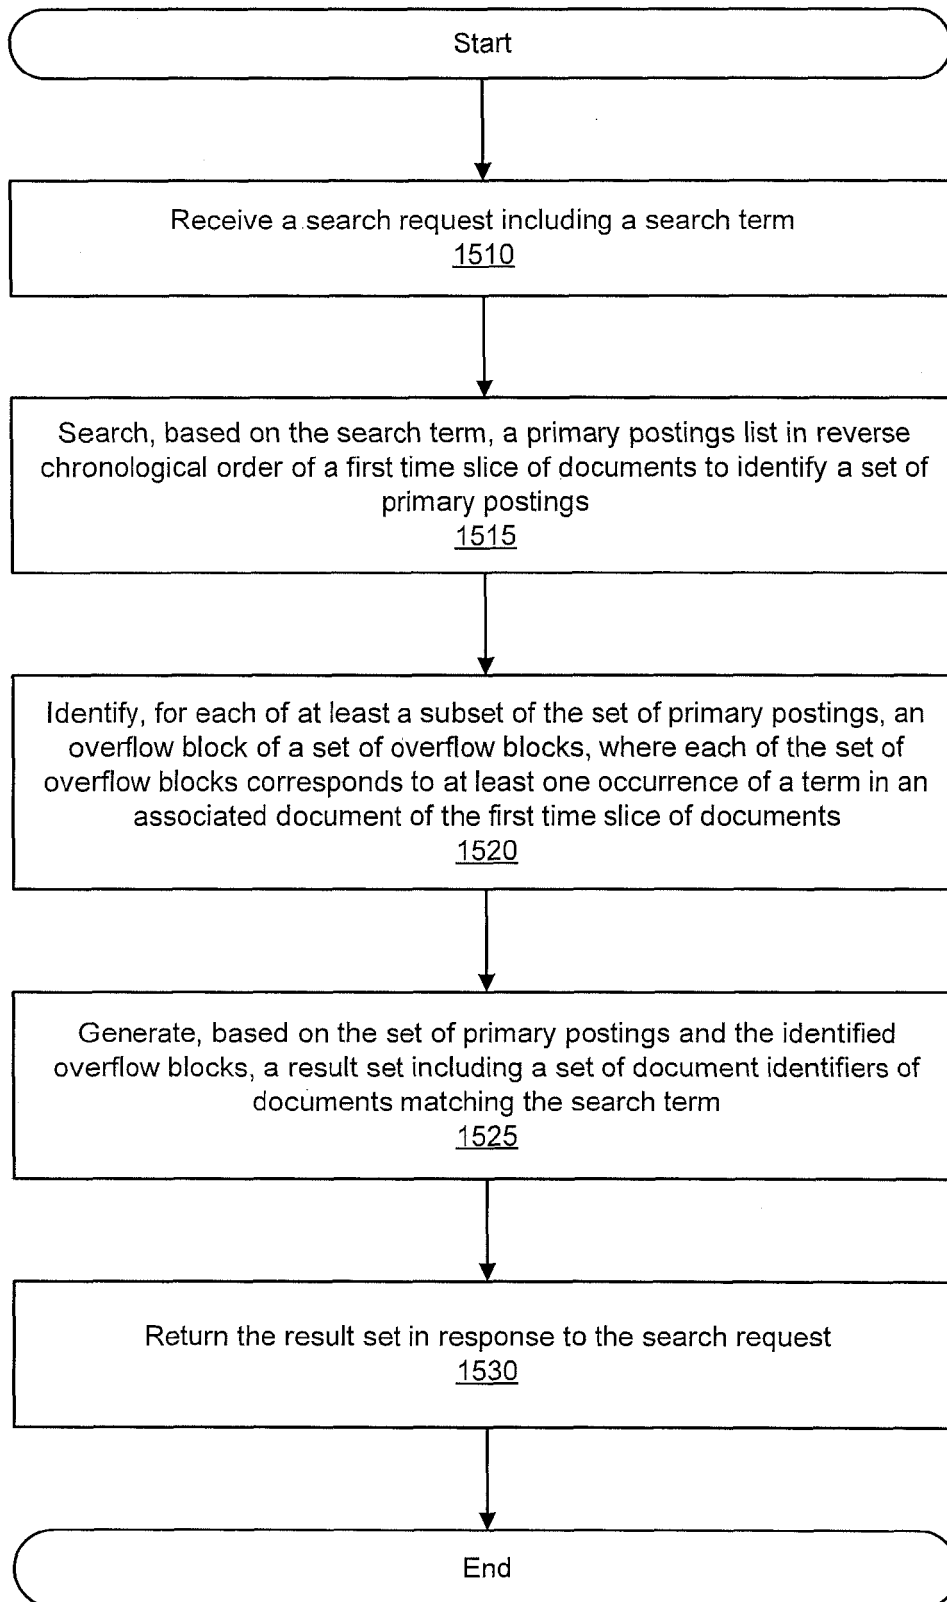 Start
Receive a search request including a search term
1510
Search, based on the search term, a primary postings list in reverse
chronological order of a first time slice of documents to identify a set of
primary postings
1515
Identify, for each of at least a subset of the set of primary postings, an
overflow block of a set of overflow blocks, where each of the set of
overflow blocks corresponds to at least one occurrence of a term in an
associated document of the first time slice of documents
1520
Generate, based on the set of primary postings and the identified
overflow blocks, a result set including a set of document identifiers of
documents matching the search term
1525
Return the result set in response to the search request
1530
End